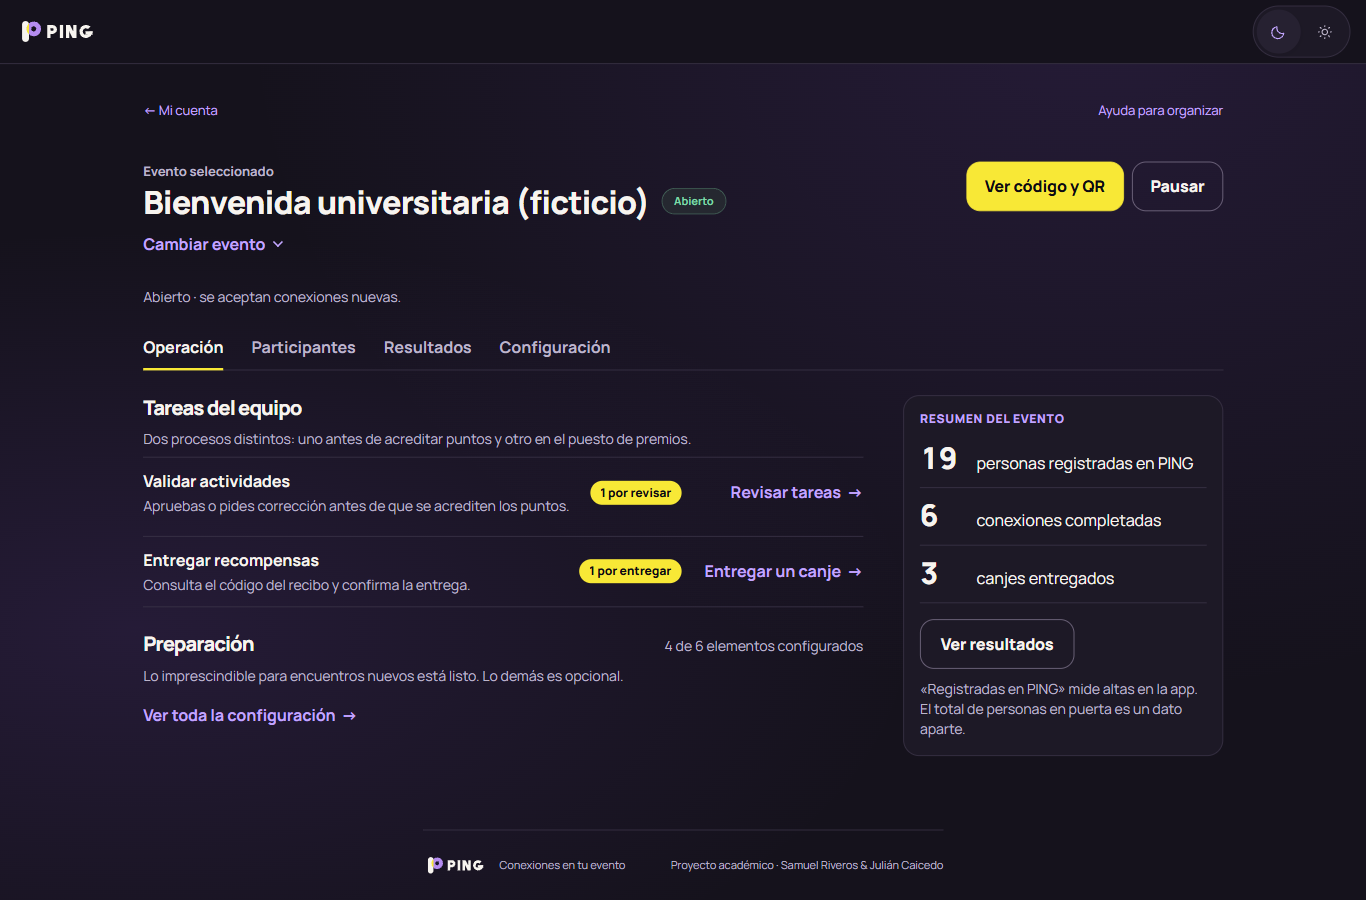 PING
← Mi cuenta
Ayuda para organizar
Evento seleccionado
Bienvenida universitaria (ficticio)
Abierto
Ver código y QR
Pausar
Cambiar evento
Abierto · se aceptan conexiones nuevas.
Operación
Participantes
Resultados
Configuración
Tareas del equipo
Dos procesos distintos: uno antes de acreditar puntos y otro en el puesto de premios.
Validar actividades
Apruebas o pides corrección antes de que se acrediten los puntos.
1 por revisar
Revisar tareas →
Entregar recompensas
Consulta el código del recibo y confirma la entrega.
1 por entregar
Entregar un canje →
Preparación
4 de 6 elementos configurados
Lo imprescindible para encuentros nuevos está listo. Lo demás es opcional.
Ver toda la configuración →
RESUMEN DEL EVENTO
19 personas registradas en PING
6 conexiones completadas
3 canjes entregados
Ver resultados
«Registradas en PING» mide altas en la app.
El total de personas en puerta es un dato
aparte.
PING
Conexiones en tu evento
Proyecto académico · Samuel Riveros & Julián Caicedo